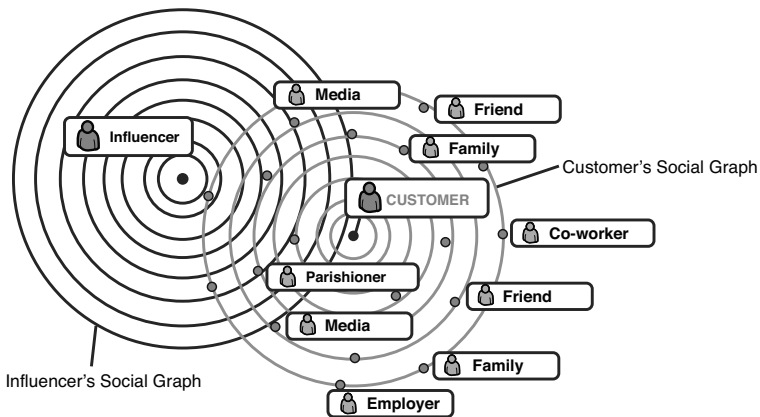 Media
Friend
Influencer
Family
Customer’s Social Graph
CUSTOMER
Co-worker
Parishioner
Friend
Media
Family
Influencer’s Social Graph
Employer